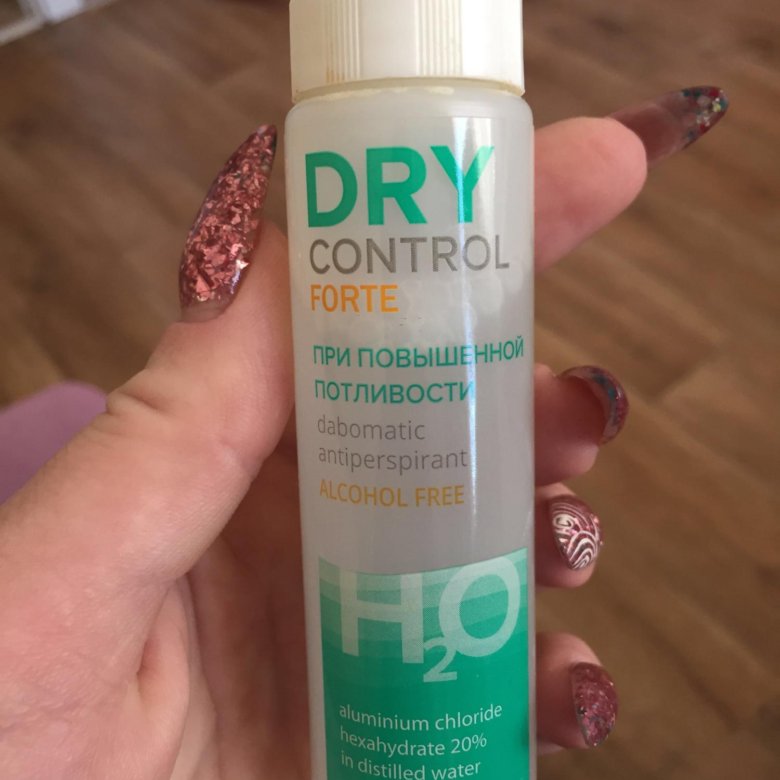 DRY
CONTROL
FORTE
ПРИ ПОВЫШЕННОЙ
ПОТЛИВОСТИ
dabomatic
antiperspirant
ALCOHOL FREE
H₂O
aluminium chloride
hexahydrate 20%
in distilled water